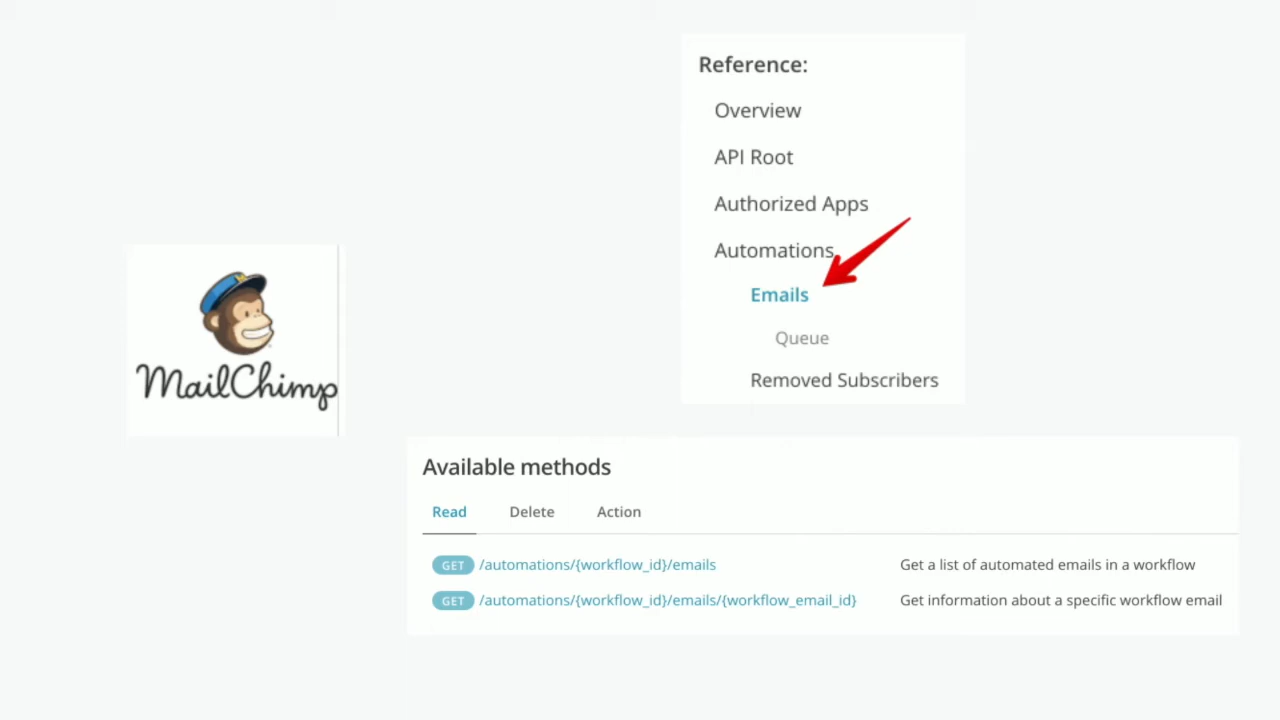 MailChimp
Reference:
Overview
API Root
Authorized Apps
Automations
Emails
Queue
Removed Subscribers
Available methods
Read Delete Action
GET /automations/{workflow_id}/emails Get a list of automated emails in a workflow
GET /automations/{workflow_id}/emails/{workflow_email_id} Get information about a specific workflow email